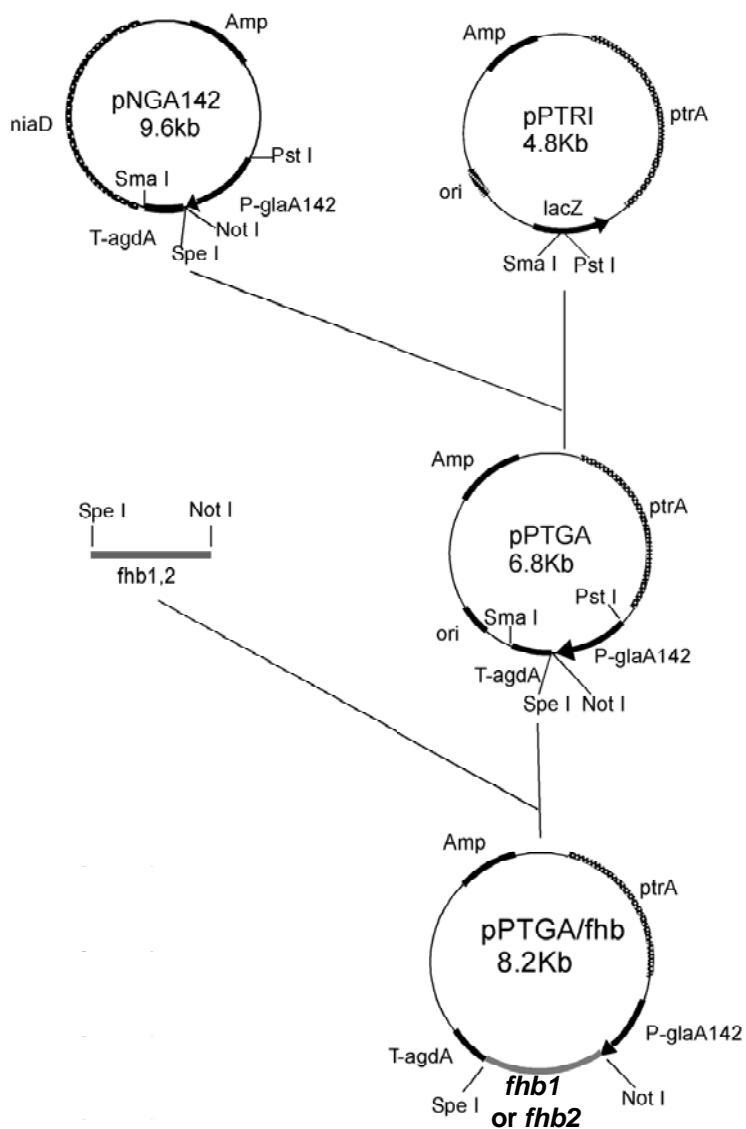 Amp
pNGA142
9.6kb
niaD
Pst I
Sma I
P-glaA142
T-agdA
Not I
Spe I
Amp
pPTRI
4.8Kb
ptrA
ori
lacZ
Sma I
Pst I
Amp
pPTGA
6.8Kb
ptrA
Pst I
Sma I
ori
P-glaA142
T-agdA
Spe I
Not I
Spe I
Not I
fhb1,2
Amp
pPTGA/fhb
8.2Kb
ptrA
P-glaA142
T-agdA
Spe I
Not I
fhb1
or fhb2